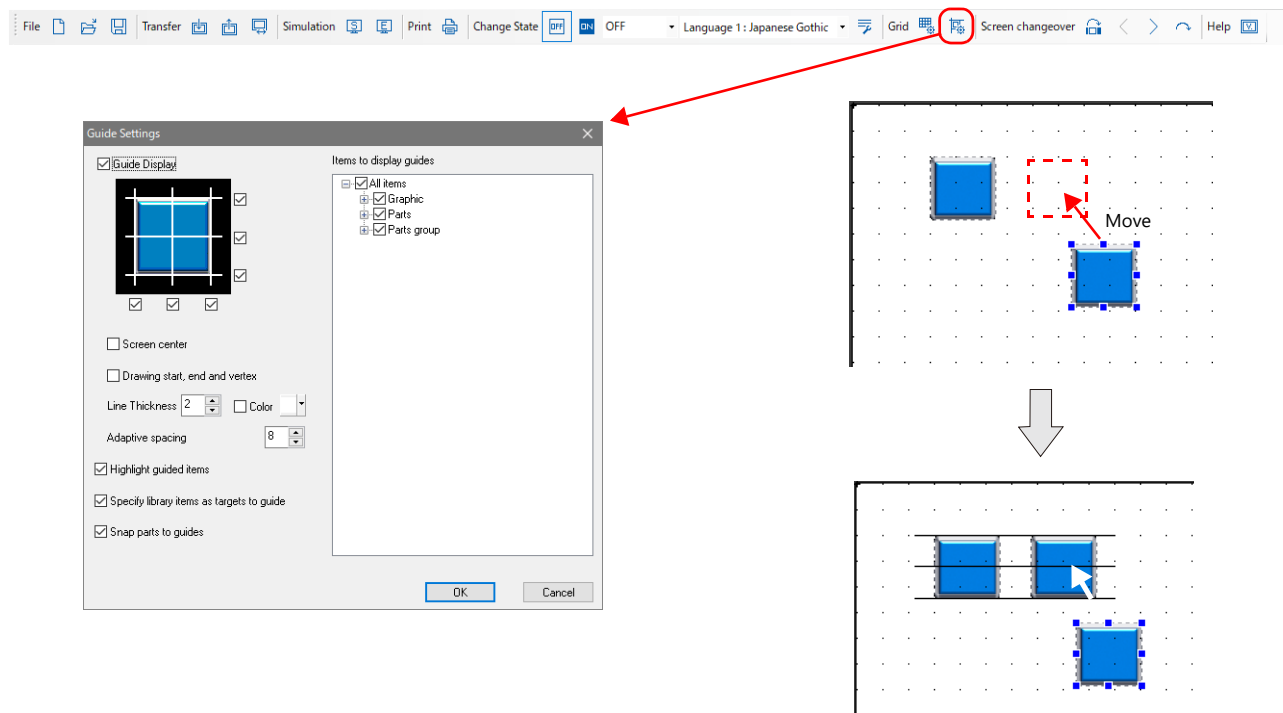 File Transfer Simulation S E Print Change State OFF ON OFF Language 1 : Japanese Gothic Grid Screen changeover Help V
Guide Settings
Guide Display
Items to display guides
All items
Graphic
Parts
Parts group
Screen center
Drawing start, end and vertex
Line Thickness 2 Color
Adaptive spacing 8
Highlight guided items
Specify library items as targets to guide
Snap parts to guides
OK Cancel
Move